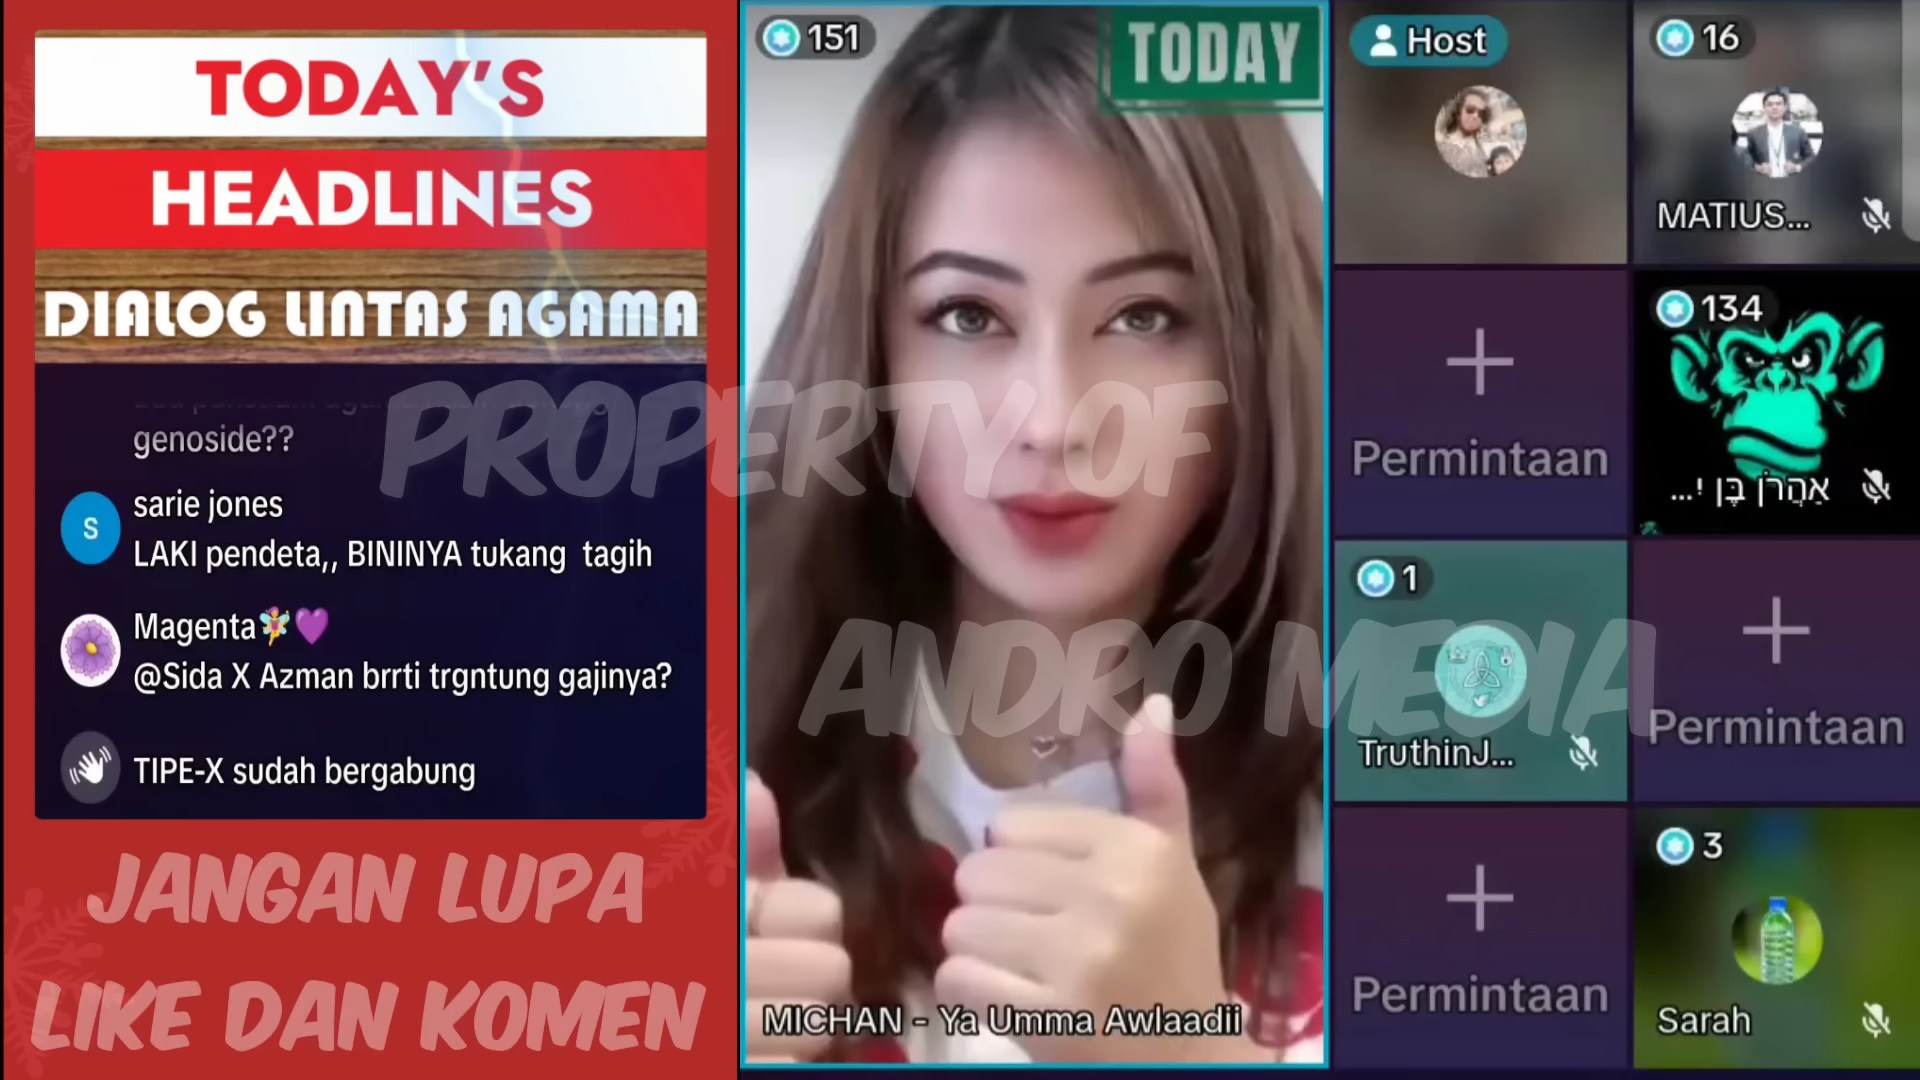 TODAY'S
HEADLINES
DIALOG LINTAS AGAMA
genoside??
sarie jones
LAKI pendeta,, BININYA tukang tagih
Magenta🧚💜
@Sida X Azman brrti trgntung gajinya?
TIPE-X sudah bergabung
S
JANGAN LUPA
LIKE DAN KOMEN
PROPERTY OF
ANDRO MEDIA
151
TODAY
MICHAN - Ya Umma Awlaadii
Host
16
MATIUS...
Permintaan
134
אַהֲרֹן בֶּן י...
1
TruthinJ...
Permintaan
Permintaan
3
Sarah